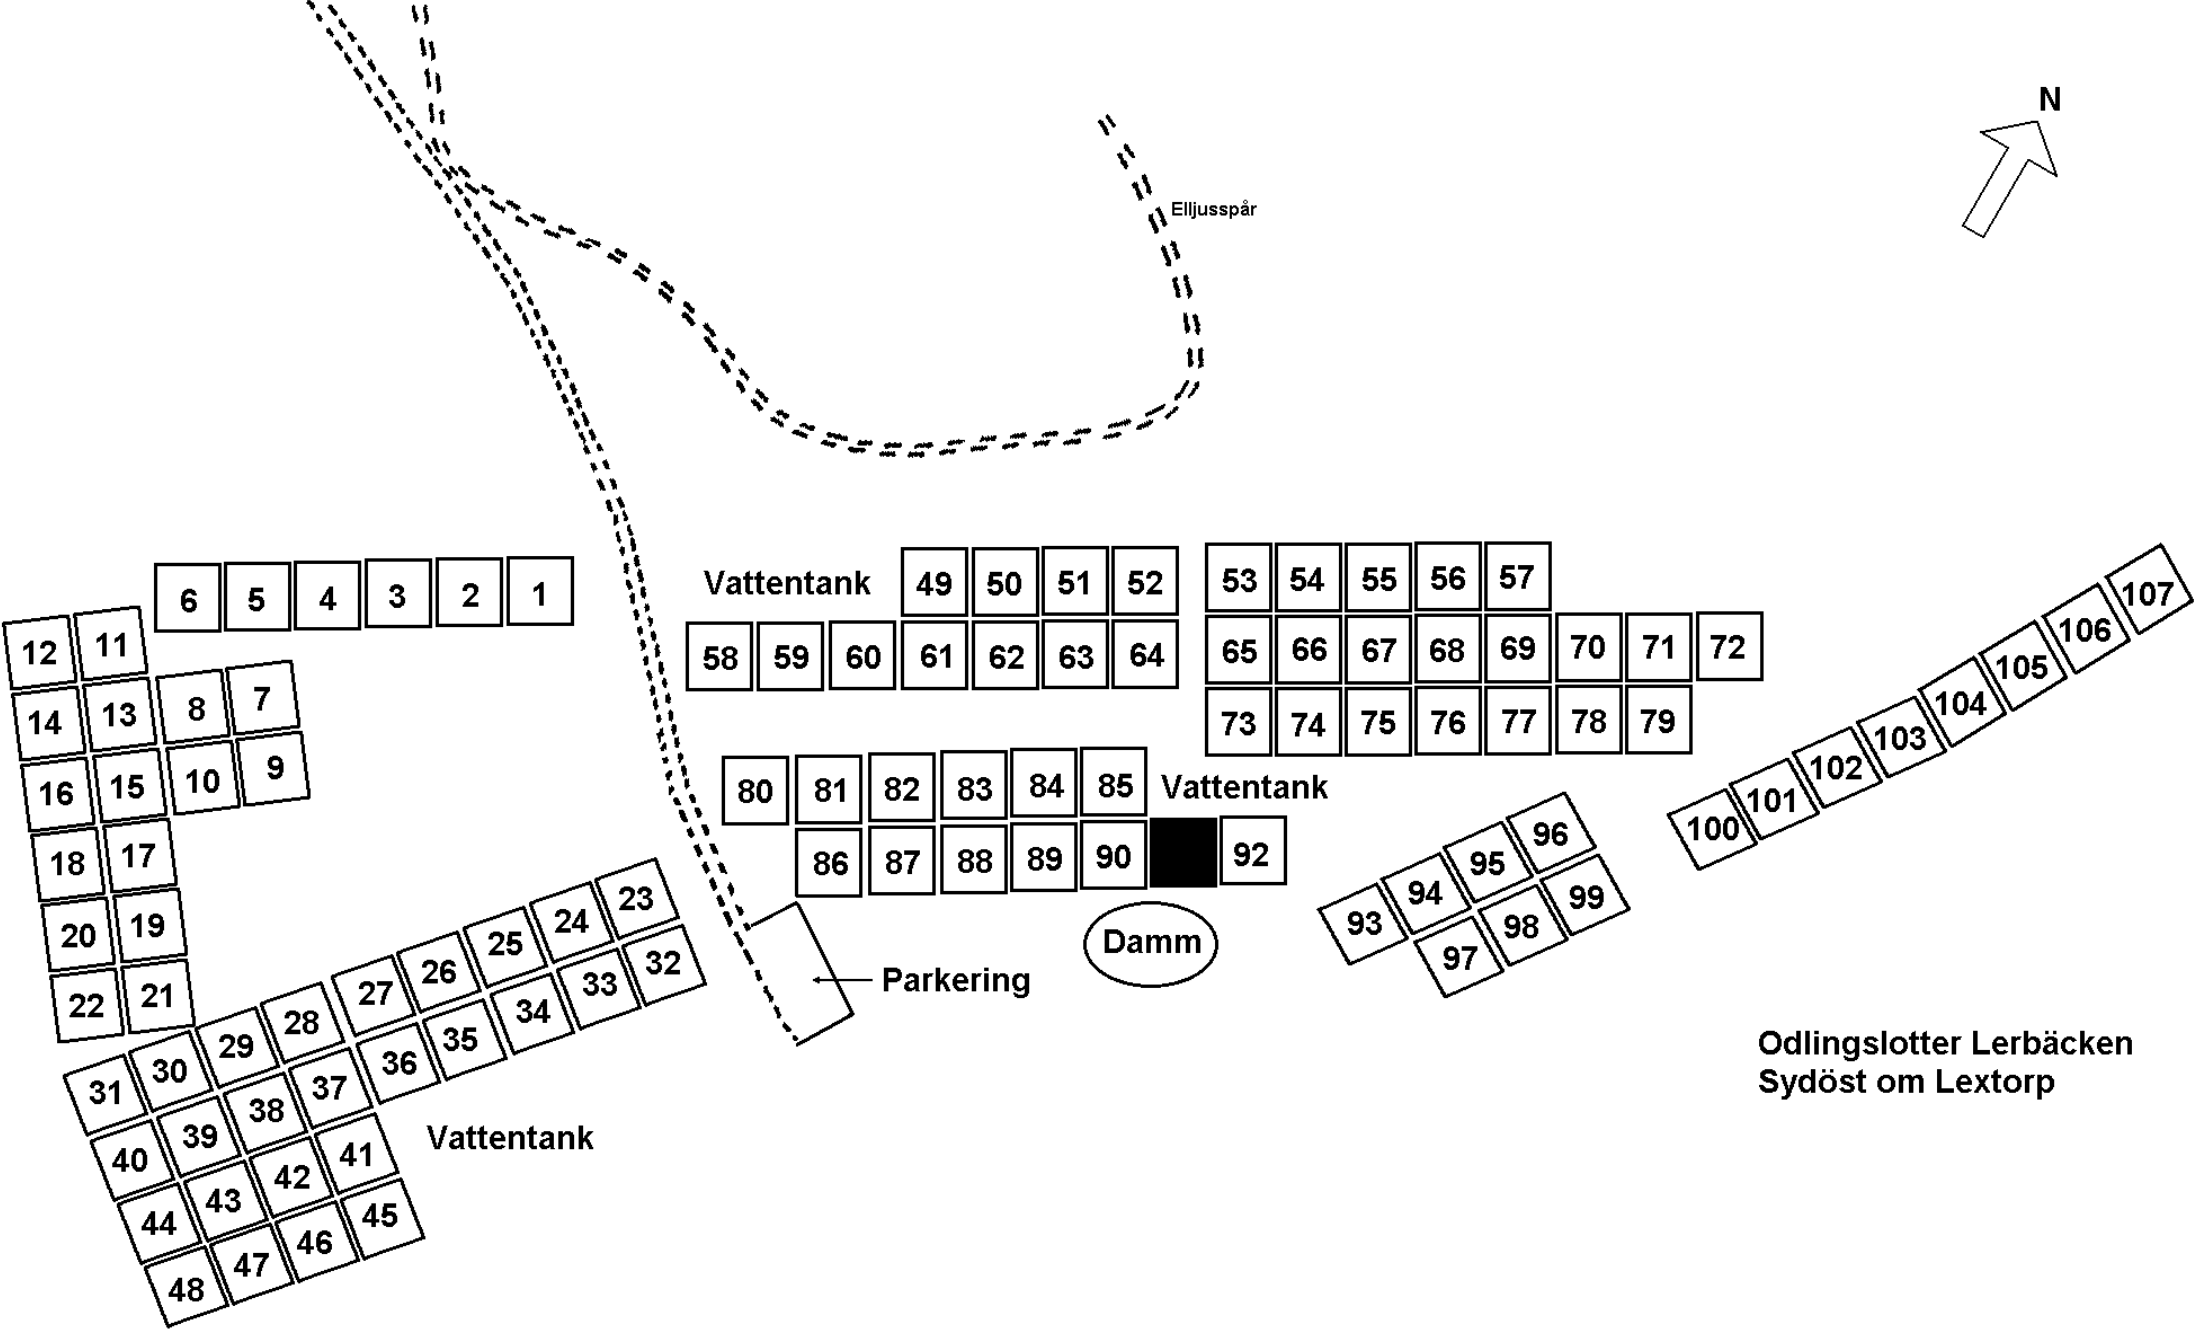 N
Elljusspår
Vattentank 49 50 51 52 53 54 55 56 57
6 5 4 3 2 1
12 11
58 59 60 61 62 63 64 65 66 67 68 69 70 71 72
107
106
105
104
103
102
101
100
14 13 8 7
16 15 10 9
18 17
20 19
22 21
73 74 75 76 77 78 79
80 81 82 83 84 85 Vattentank
86 87 88 89 90 92
93 94 95 96
97 98 99
Damm
Parkering
31 30 29 28 27 26 25 24 23
40 39 38 37 36 35 34 33 32
44 43 42 41
48 47 46 45
Vattentank
Odlingslotter Lerbäcken
Sydöst om Lextorp